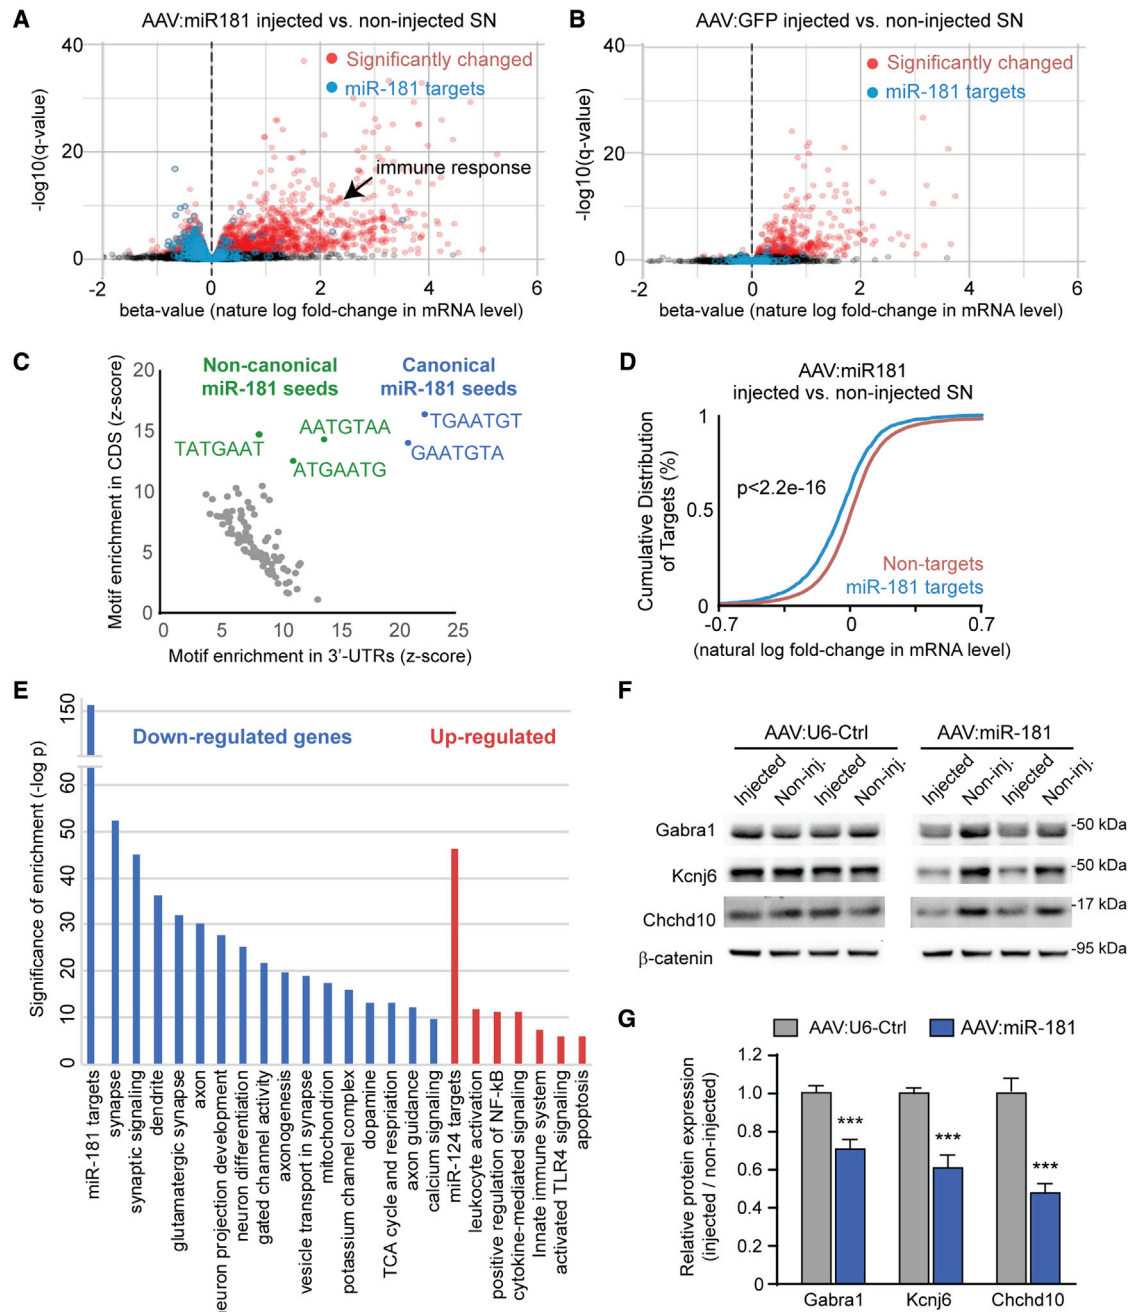 A
AAV:miR181 injected vs. non-injected SN
40
20
0
-log10(q-value)
Significantly changed
miR-181 targets
immune response
-2
0
2
4
6
beta-value (nature log fold-change in mRNA level)
B
AAV:GFP injected vs. non-injected SN
40
20
0
-log10(q-value)
Significantly changed
miR-181 targets
-2
0
2
4
6
beta-value (nature log fold-change in mRNA level)
C
Motif enrichment in CDS (z-score)
20
15
10
5
0
Non-canonical
miR-181 seeds
Canonical
miR-181 seeds
TATGAAT
AATGTAA
ATGAATG
TGAATGT
GAATGTA
0
5
10
15
20
25
Motif enrichment in 3'-UTRs (z-score)
D
AAV:miR181
injected vs. non-injected SN
Cumulative Distribution
of Targets (%)
1
0.5
0
p<2.2e-16
Non-targets
miR-181 targets
-0.7
0
0.7
(natural log fold-change in mRNA level)
E
Significance of enrichment (-log p)
150
60
50
40
30
20
10
0
Down-regulated genes
Up-regulated
miR-181 targets
synapse
synaptic signaling
dendrite
glutamatergic synapse
axon
neuron projection development
neuron differentiation
gated channel activity
axonogenesis
vesicle transport in synapse
mitochondrion
potassium channel complex
dopamine
TCA cycle and respriation
axon guidance
calcium signaling
miR-124 targets
leukocyte activation
positive regulation of NF-kB
cytokine-mediated signaling
Innate immune system
activated TLR4 signaling
apoptosis
F
AAV:U6-Ctrl
AAV:miR-181
Injected
Non-inj.
Injected
Non-inj.
Injected
Non-inj.
Injected
Non-inj.
Gabra1
-50 kDa
Kcnj6
-50 kDa
Chchd10
-17 kDa
β-catenin
-95 kDa
G
AAV:U6-Ctrl
AAV:miR-181
Relative protein expression
(injected / non-injected)
1.2
1.0
0.8
0.6
0.4
0.2
0
***
***
***
Gabra1
Kcnj6
Chchd10